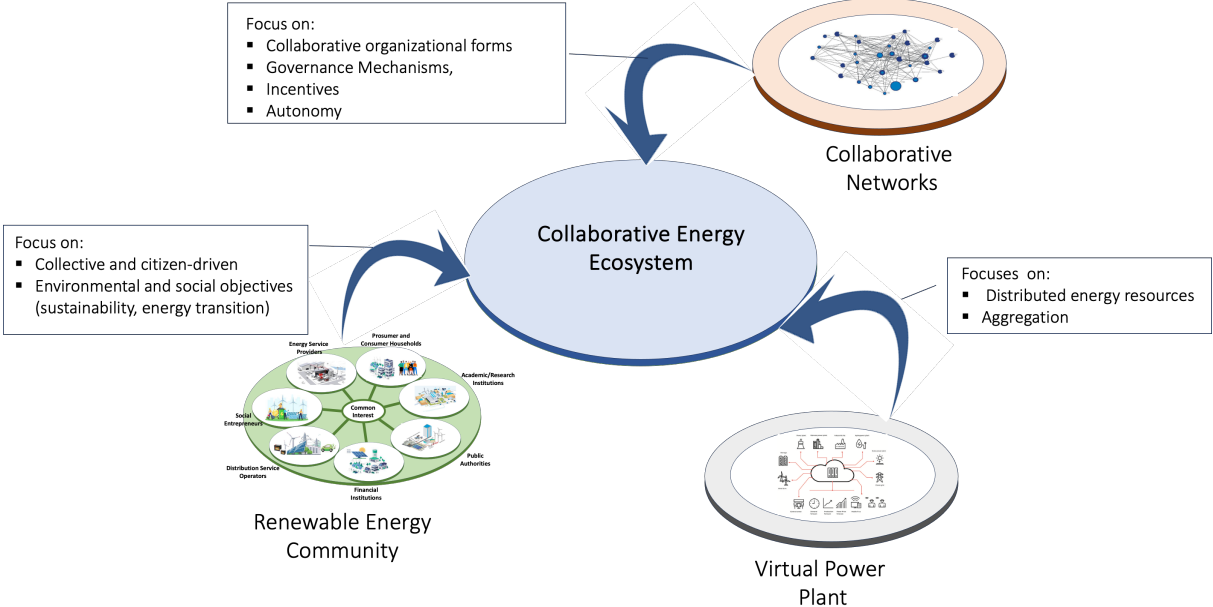 Focus on:
▪ Collaborative organizational forms
▪ Governance Mechanisms,
▪ Incentives
▪ Autonomy
Collaborative
Networks
Collaborative Energy
Ecosystem
Focus on:
▪ Collective and citizen-driven
▪ Environmental and social objectives
(sustainability, energy transition)
Focuses on:
▪ Distributed energy resources
▪ Aggregation
Energy Service
Providers
Prosumer and
Consumer Households
Academic/Research
Institutions
Common
Interest
Social
Entrepreneurs
Public
Authorities
Distribution Service
Operators
Financial
Institutions
Renewable Energy
Community
Virtual Power
Plant